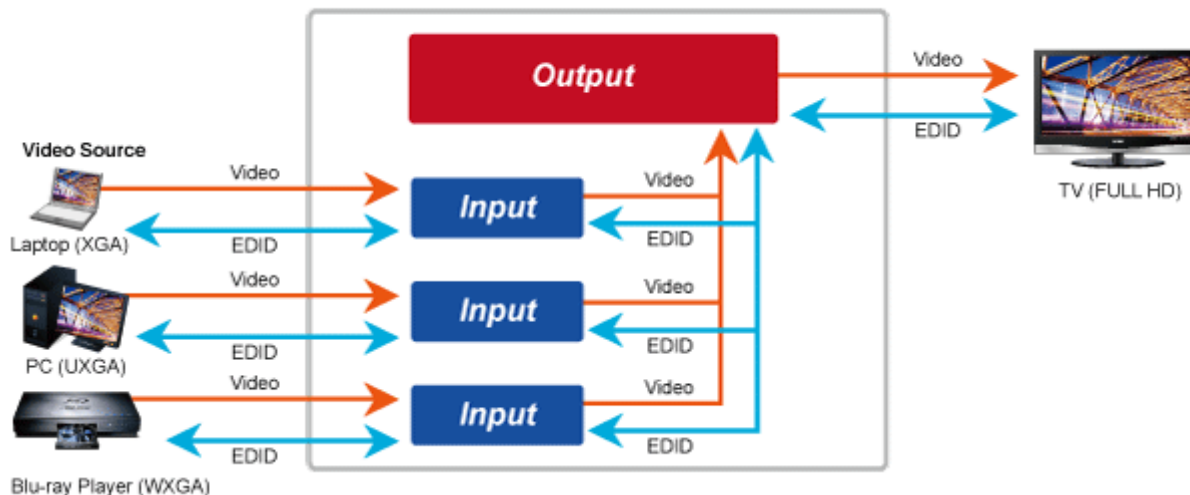 Output
Video
EDID
TV (FULL HD)
Video Source
Laptop (XGA)
Video
EDID
Input
Video
EDID
PC (UXGA)
Video
EDID
Input
Video
EDID
Blu-ray Player (WXGA)
Video
EDID
Input
Video
EDID